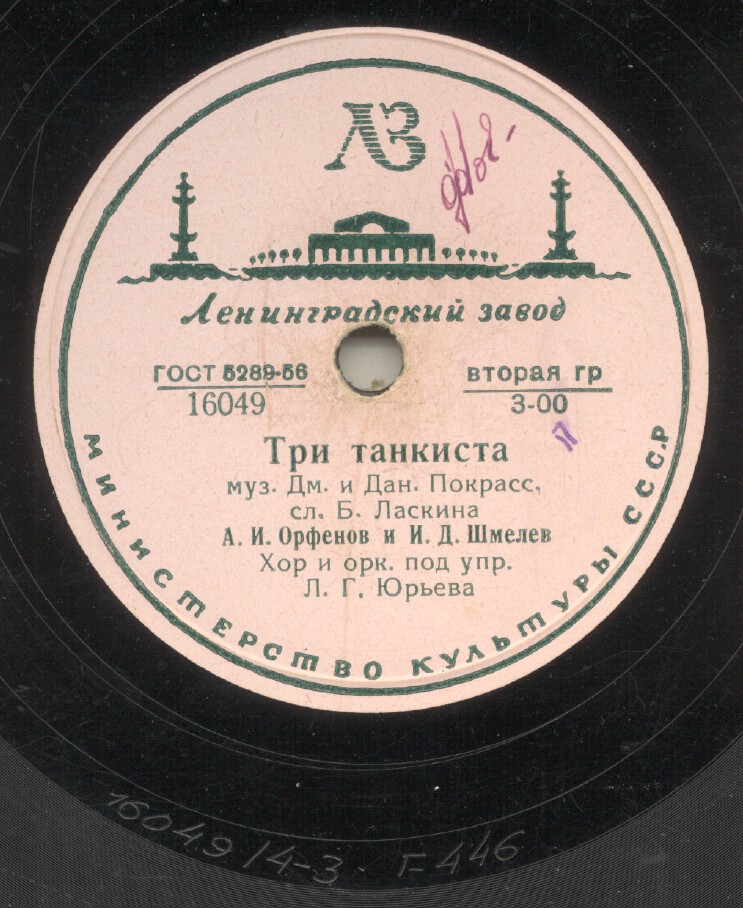 ЛЗ
Ленинградский завод
ГОСТ 5289-56
16049
вторая гр
3-00
Три танкиста
муз. Дм. и Дан. Покрасс,
сл. Б. Ласкина
А. И. Орфенов и И. Д. Шмелев
Хор и орк. под упр.
Л. Г. Юрьева
МИНИСТЕРСТВО КУЛЬТУРЫ СССР
16049/4-3 Г-446